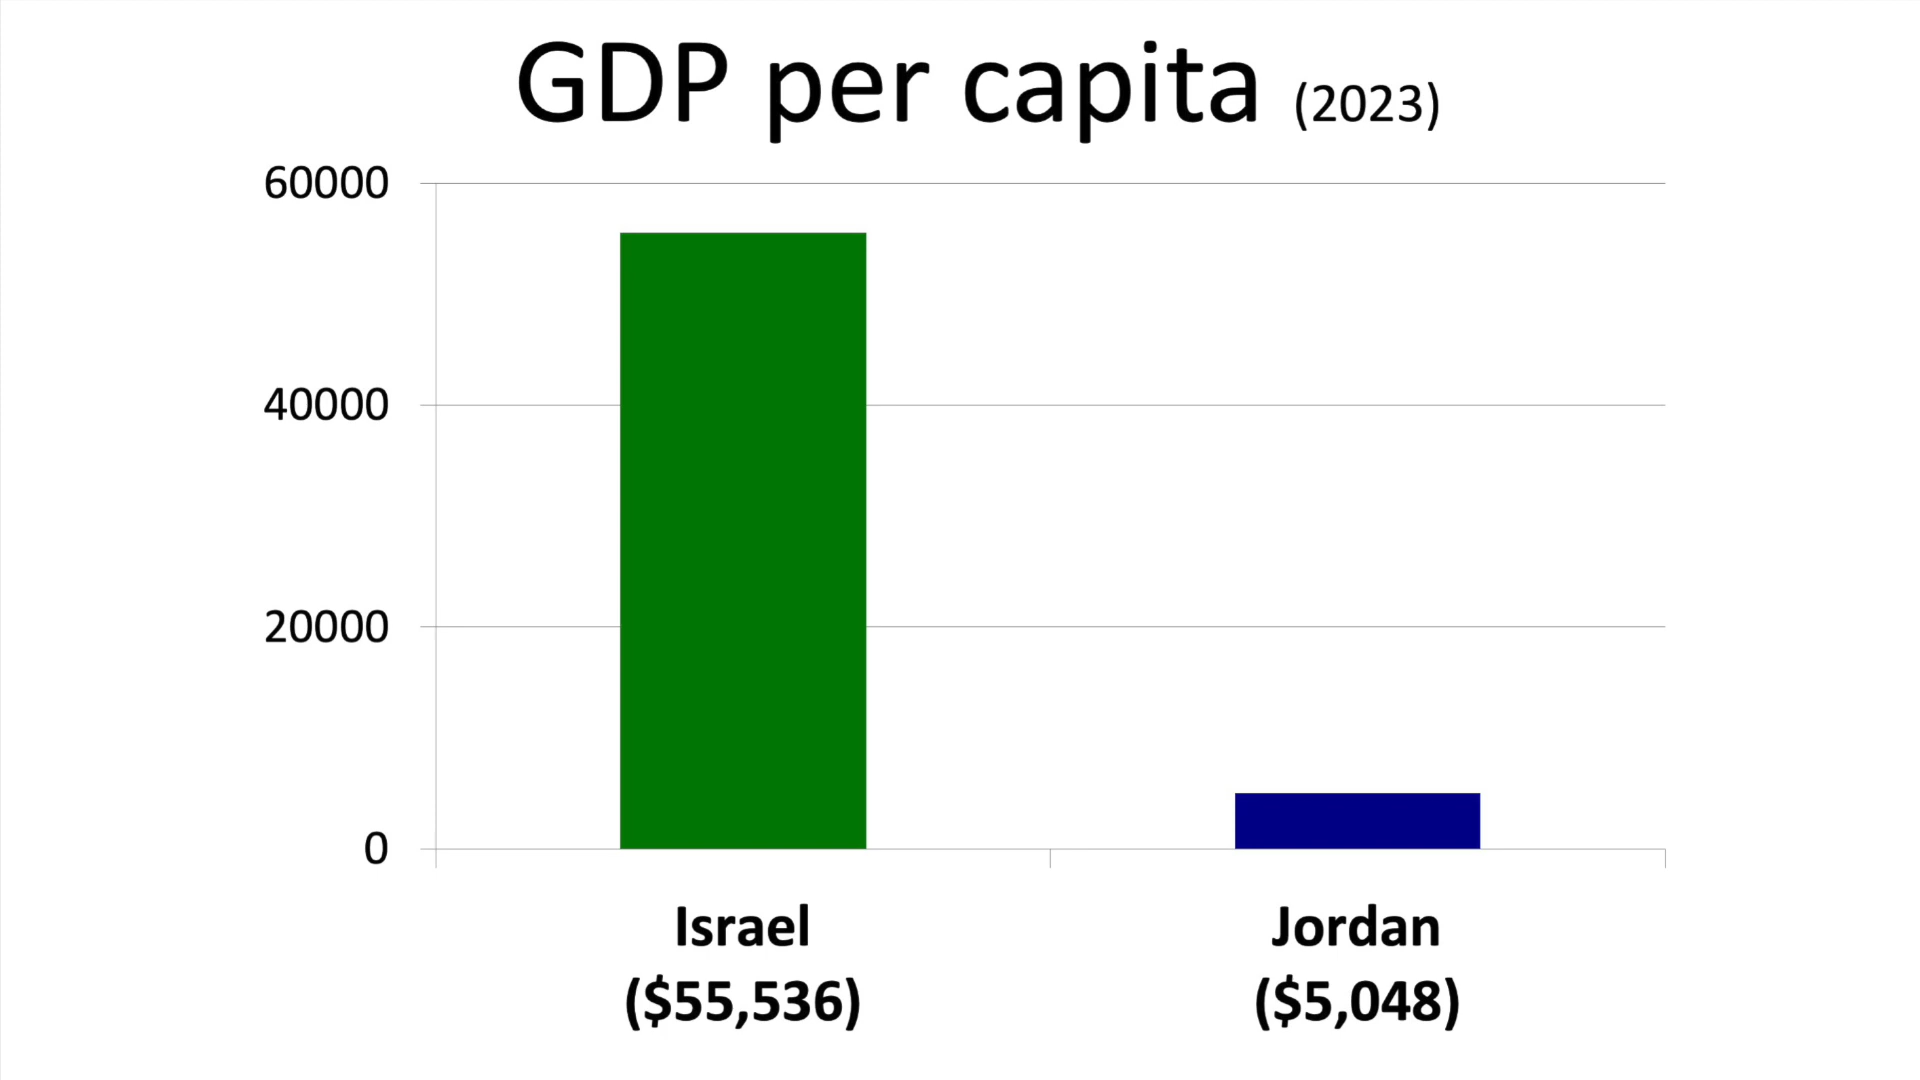 GDP per capita (2023)
60000
40000
20000
0
Israel
($55,536)
Jordan
($5,048)